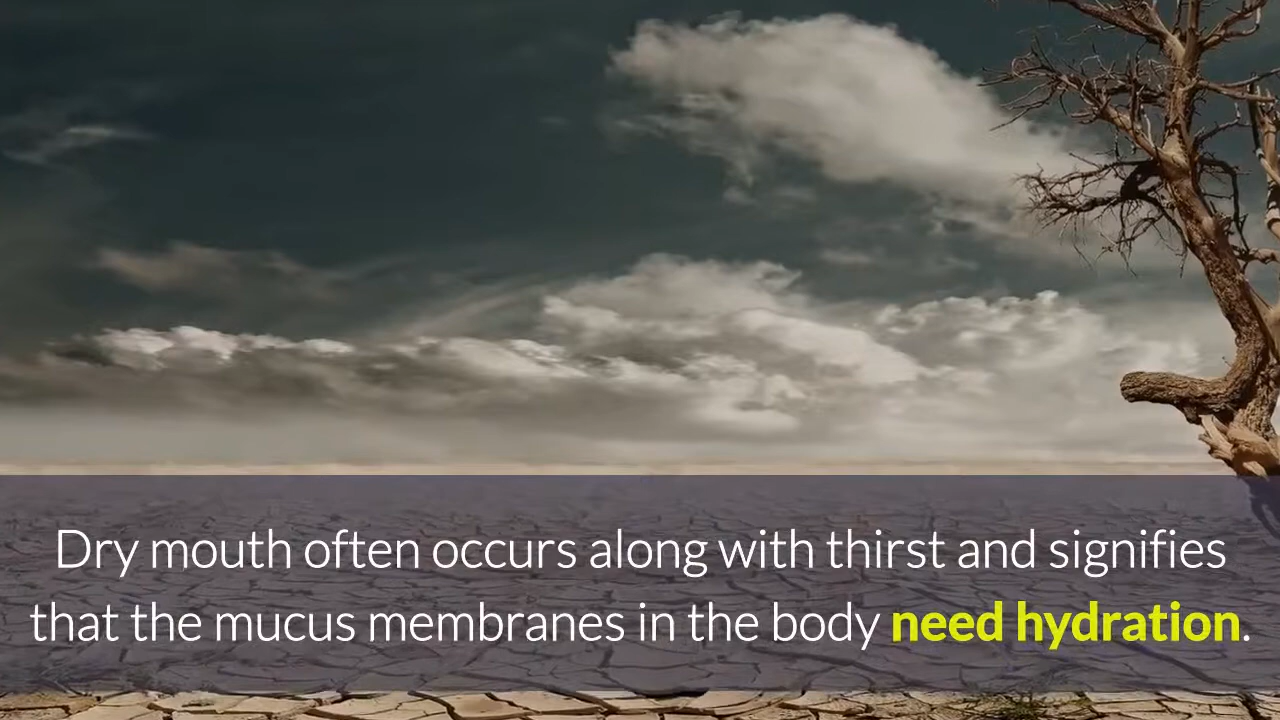 Dry mouth often occurs along with thirst and signifies
that the mucus membranes in the body need hydration.